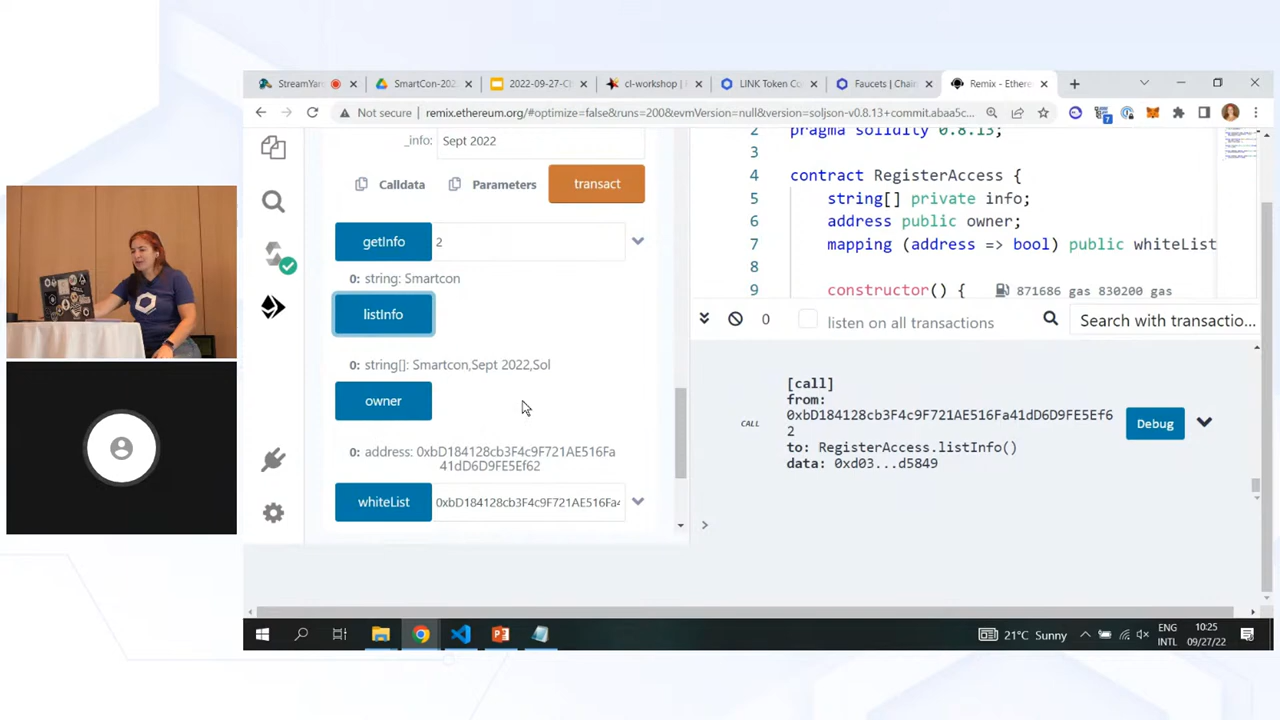 StreamYar
SmartCon-202
2022-09-27-C
cl-workshop |
LINK Token Co
Faucets | Chain
Remix - Ethere
Not secure
remix.ethereum.org/#optimize=false&runs=200&evmVersion=null&version=soljson-v0.8.13+commit.abaa5c...
7
_info:
Sept 2022
Calldata
Parameters
transact
getInfo
2
0: string: Smartcon
listInfo
0: string[]: Smartcon,Sept 2022,Sol
owner
0: address: 0xbD184128cb3F4c9F721AE516Fa
41dD6D9FE5Ef62
whiteList
0xbD184128cb3F4c9F721AE516Fa4
2
pragma solidity 0.8.13;
3
4
contract RegisterAccess {
5
string[] private info;
6
address public owner;
7
mapping (address => bool) public whiteList
8
9
constructor() {
871686 gas 830200 gas
0
listen on all transactions
Search with transactio...
CALL
[call]
from:
0xbD184128cb3F4c9F721AE516Fa41dD6D9FE5Ef6
2
to: RegisterAccess.listInfo()
data: 0xd03...d5849
Debug
>
21°C Sunny
ENG
INTL
10:25
09/27/22